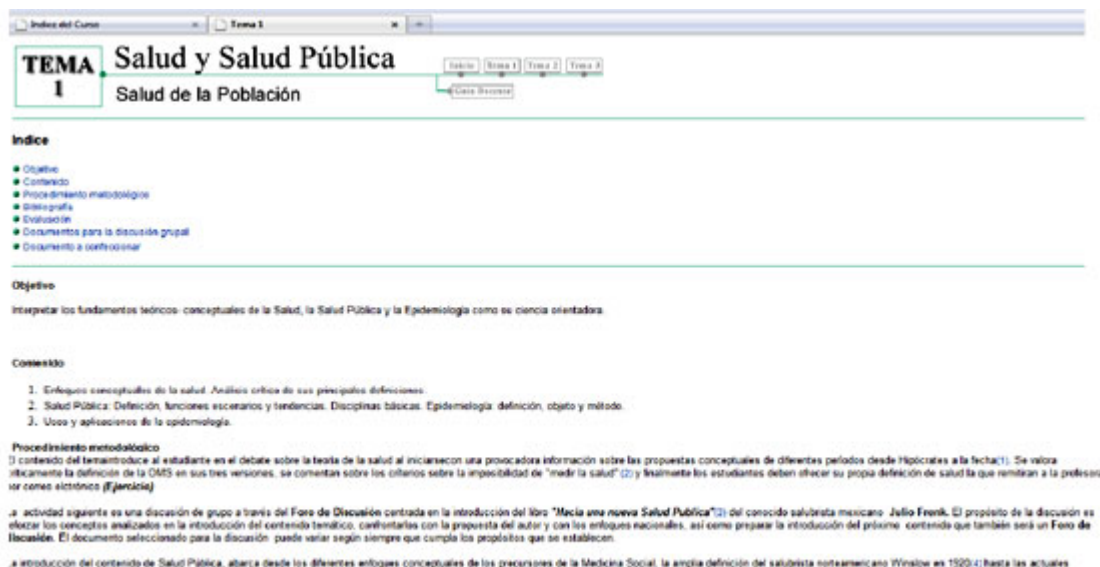 Indice del Curso
Tema 1
TEMA
1
Salud y Salud Pública
Salud de la Población
Inicio
Tema 1
Tema 2
Tema 3
Guía Docente
Indice
Objetivo
Contenido
Procedimiento metodológico
Bibliografía
Evaluación
Documentos para la discusión grupal
Documento a confeccionar
Objetivo
Interpretar los fundamentos teóricos- conceptuales de la Salud, la Salud Pública y la Epidemiología como su ciencia orientadora.
Contenido
1. Enfoques conceptuales de la salud. Análisis crítico de sus principales definiciones.
2. Salud Pública: Definición, funciones escenarios y tendencias. Disciplinas básicas. Epidemiología: definición, objeto y método.
3. Usos y aplicaciones de la epidemiología.
Procedimiento metodológico
El contenido del temaintroduce al estudiante en el debate sobre la teoría de la salud al iniciarsecon una provocadora información sobre las propuestas conceptuales de diferentes períodos desde Hipócrates a la fecha(1). Se valora
críticamente la definición de la OMS en sus tres versiones, se comentan sobre los criterios sobre la imposibilidad de "medir la salud" (2) y finalmente los estudiantes deben ofrecer su propia definición de salud la que remitiran a la profesora
por correo elctrónico (Ejercicio)
La actividad siguiente es una discusión de grupo a través del Foro de Discusión centrada en la introducción del libro "Hacia una nueva Salud Publica"(3) del conocido salubrista mexicano Julio Frenk. El propósito de la discusión es
reforzar los conceptos analizados en la introducción del contenido temático, confrontarlas con la propuesta del autor y con los enfoques nacionales, así como preparar la introducción del próximo contenido que también será un Foro de
Discusión. El documento seleccionado para la discusión puede variar según siempre que cumpla los propósitos que se establecen.
La introducción del contenido de Salud Pública, abarca desde los diferentes enfoques conceptuales de los precursores de la Medicina Social, la amplia definición del salubrista norteamericano Winslow en 1920(4) hasta las actuales